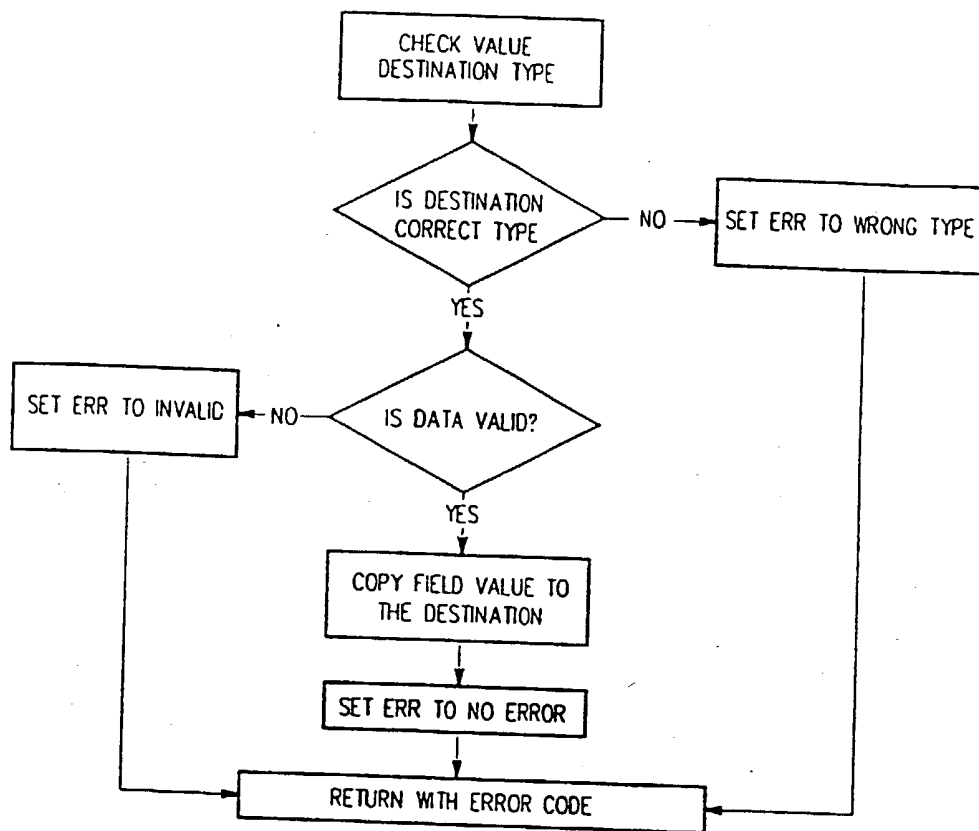 CHECK VALUE
DESTINATION TYPE
IS DESTINATION
CORRECT TYPE
NO
SET ERR TO WRONG TYPE
YES
SET ERR TO INVALID
NO
IS DATA VALID?
YES
COPY FIELD VALUE TO
THE DESTINATION
SET ERR TO NO ERROR
RETURN WITH ERROR CODE